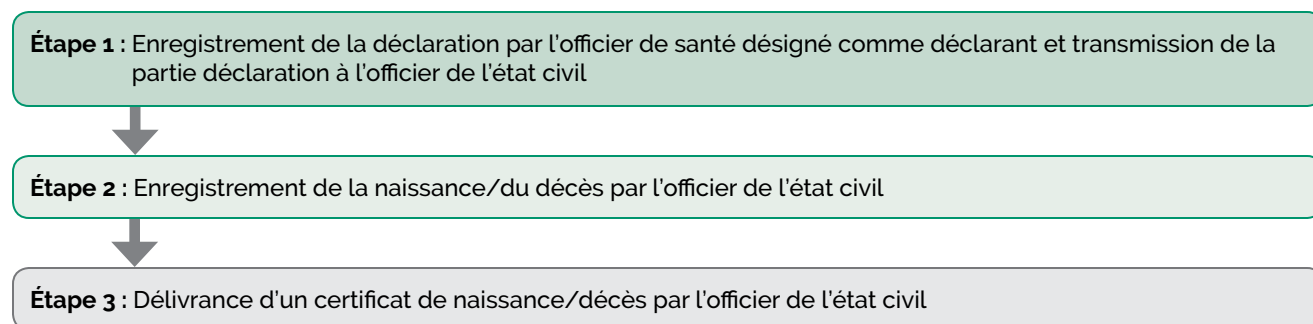 Étape 1 : Enregistrement de la déclaration par l’officier de santé désigné comme déclarant et transmission de la
partie déclaration à l’officier de l’état civil
Étape 2 : Enregistrement de la naissance/du décès par l’officier de l’état civil
Étape 3 : Délivrance d’un certificat de naissance/décès par l’officier de l’état civil